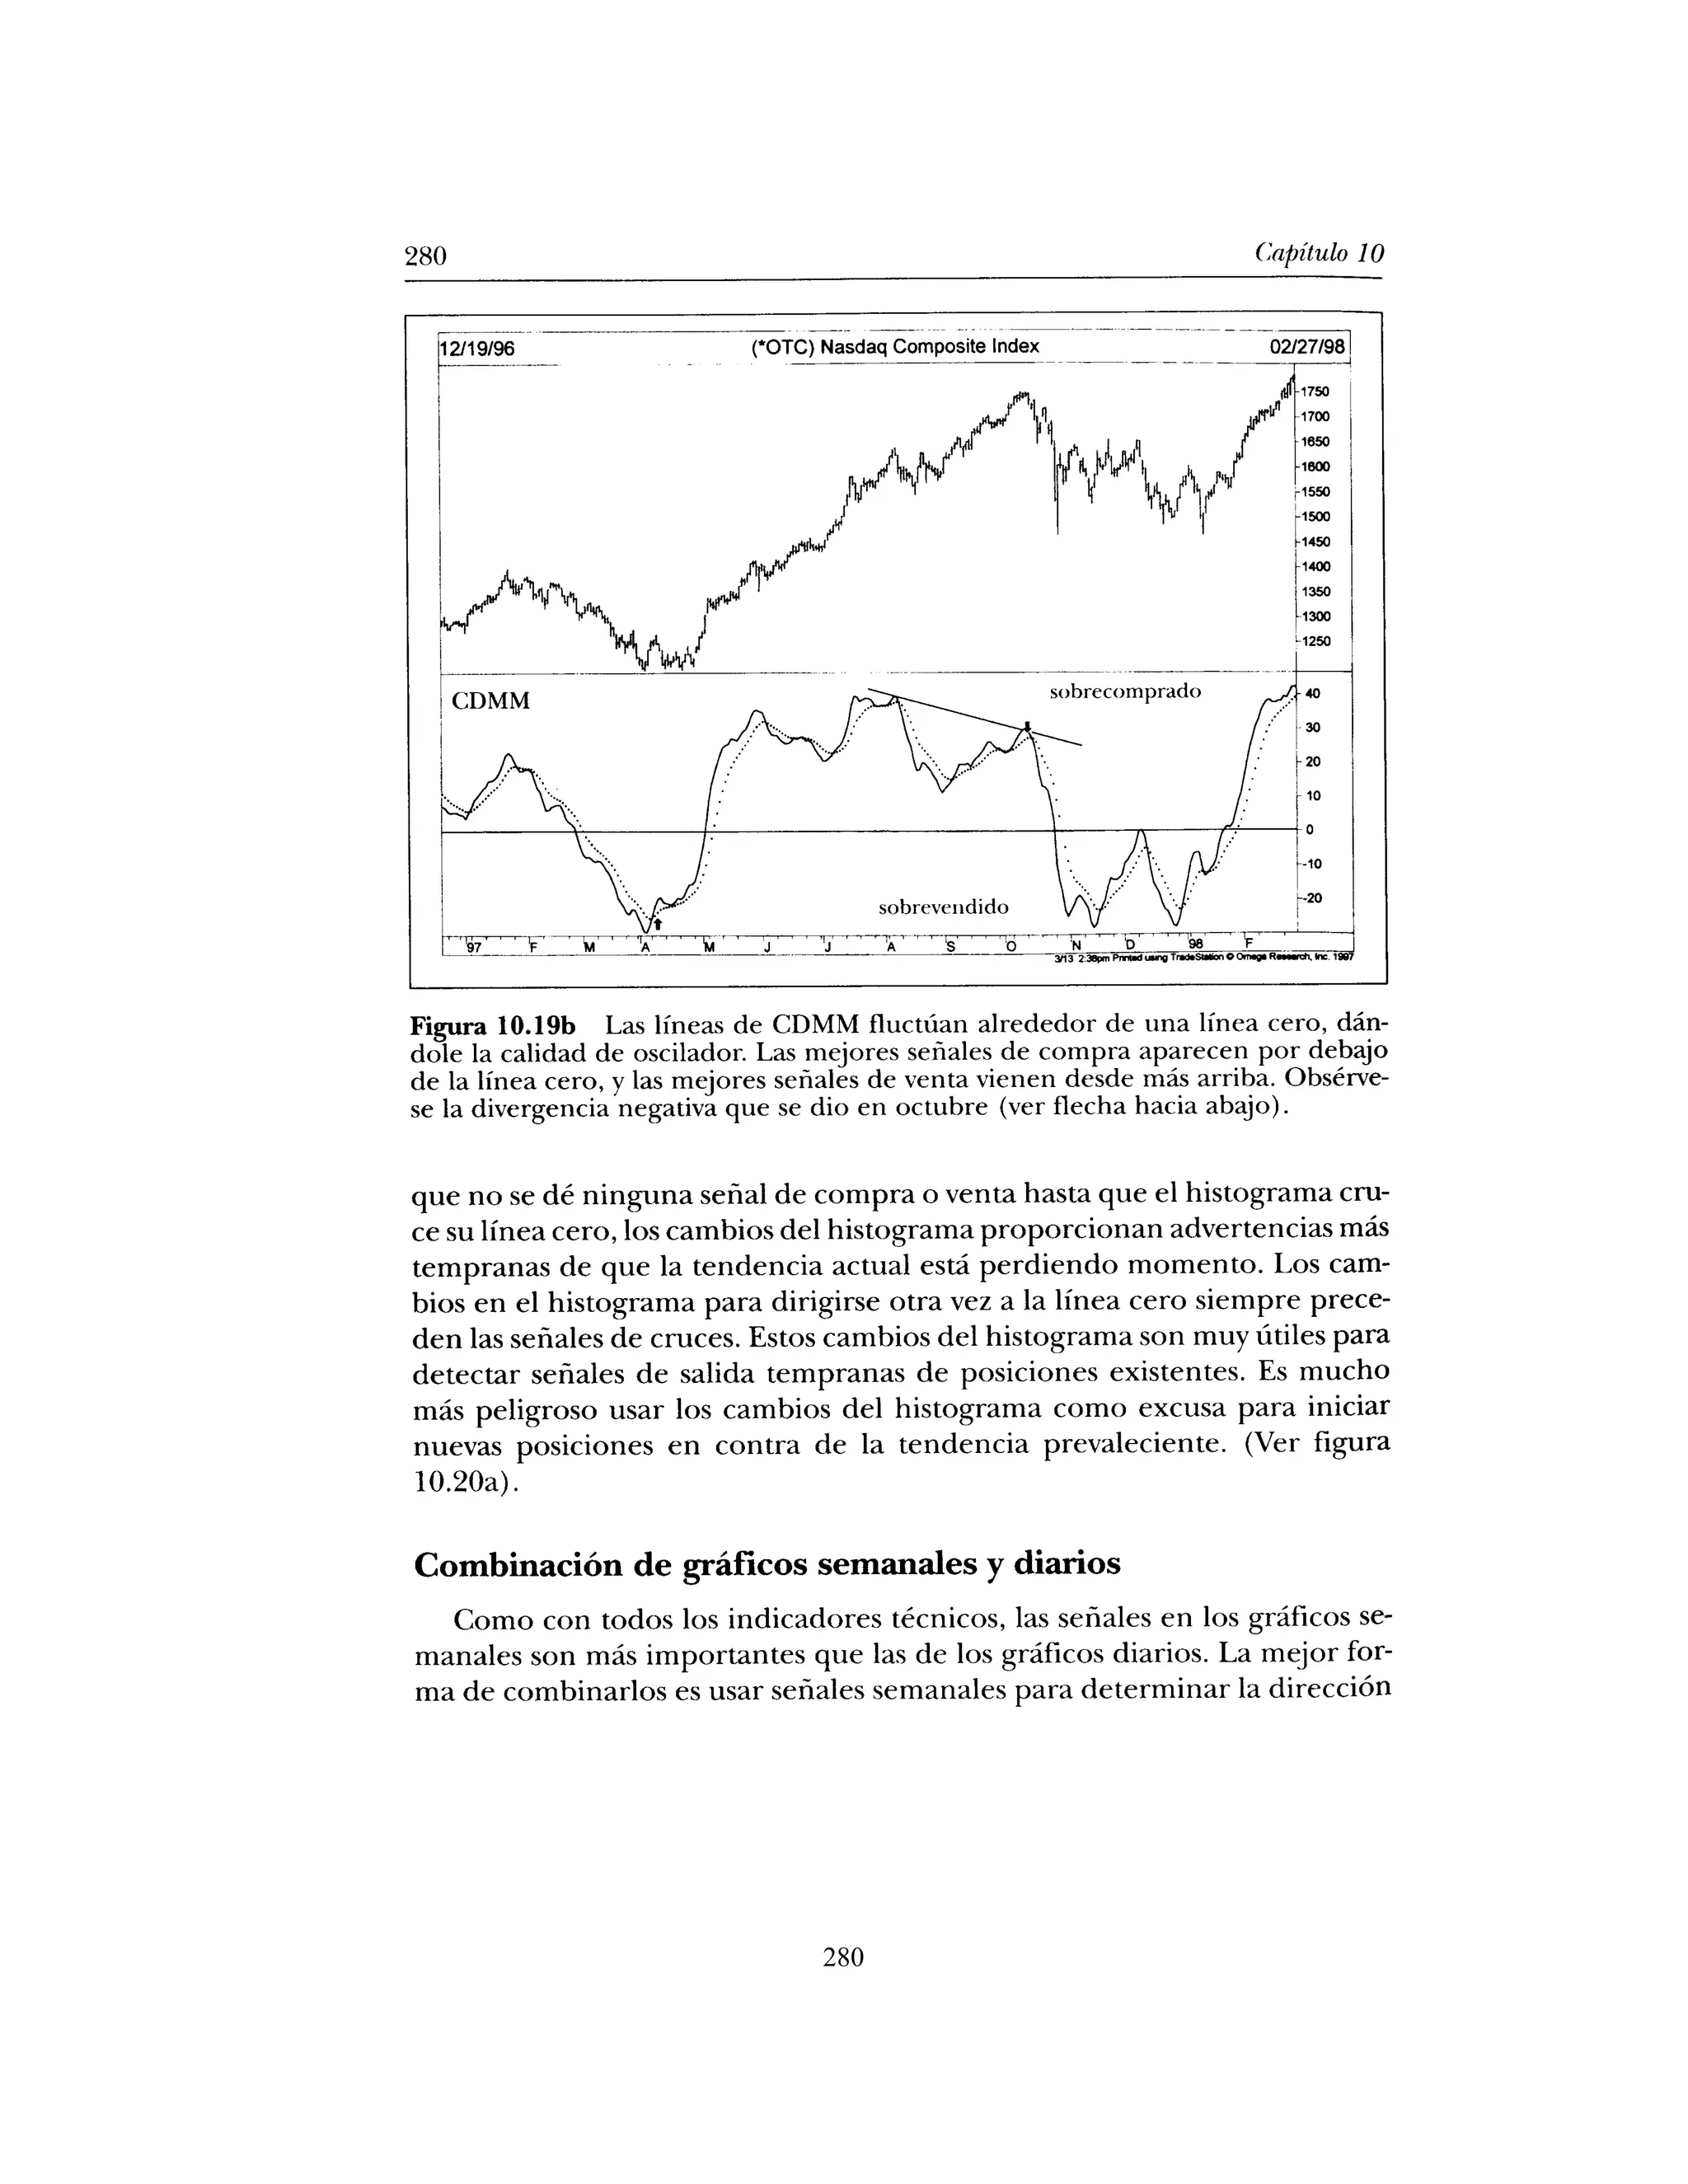 280
Capítulo 10
12/19/96
(*OTC) Nasdaq Composite Index
02/27/98
1750
1700
1650
1600
1550
1500
1450
1400
1350
1300
1250
CDMM
sobrecomprado
40
30
20
10
0
-10
-20
sobrevendido
'97 F M A M J J A S O N D '98 F
3/13 2:38pm Printed using TradeStation © Omega Research, Inc. 1997
Figura 10.19b Las líneas de CDMM fluctúan alrededor de una línea cero, dán-
dole la calidad de oscilador. Las mejores señales de compra aparecen por debajo
de la línea cero, y las mejores señales de venta vienen desde más arriba. Obsérve-
se la divergencia negativa que se dio en octubre (ver flecha hacia abajo).
que no se dé ninguna señal de compra o venta hasta que el histograma cru-
ce su línea cero, los cambios del histograma proporcionan advertencias más
tempranas de que la tendencia actual está perdiendo momento. Los cam-
bios en el histograma para dirigirse otra vez a la línea cero siempre prece-
den las señales de cruces. Estos cambios del histograma son muy útiles para
detectar señales de salida tempranas de posiciones existentes. Es mucho
más peligroso usar los cambios del histograma como excusa para iniciar
nuevas posiciones en contra de la tendencia prevaleciente. (Ver figura
10.20a).
Combinación de gráficos semanales y diarios
Como con todos los indicadores técnicos, las señales en los gráficos se-
manales son más importantes que las de los gráficos diarios. La mejor for-
ma de combinarlos es usar señales semanales para determinar la dirección
280